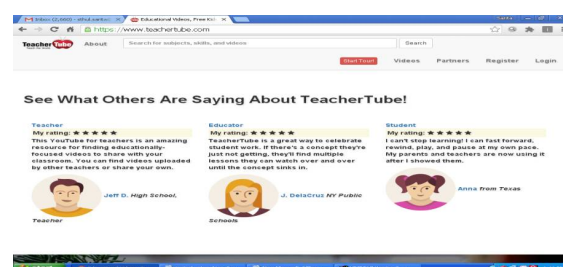 Educational Videos, Free K-
https://www.teachertube.com
TeacherTube
About
Search for subjects, skills, and videos
Search
Start Tour!
Videos
Partners
Register
Login
See What Others Are Saying About TeacherTube!
Teacher
My rating: ★ ★ ★ ★ ★
This YouTube for teachers is an amazing
resource for finding educationally-
focused videos to share with your
classroom. You can find videos uploaded
by other teachers or share your own.
Jeff D. High School,
Teacher
Educator
My rating: ★ ★ ★ ★ ★
TeacherTube is a great way to celebrate
student work. If there's a concept they're
just not getting, they'll find multiple
lessons they can watch over and over
until the concept sinks in.
J. DelaCrus NY Public
Schools
Student
My rating: ★ ★ ★ ★ ★
I can't stop learning! I can fast forward,
rewind, play, and pause at my own pace.
My parents and teachers are now using it
after I showed them.
Anna from Texas